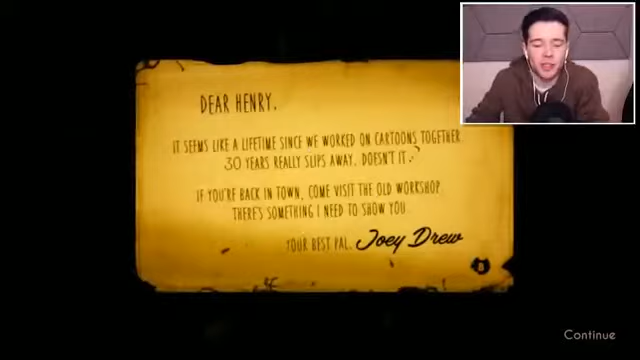 DEAR HENRY,
IT SEEMS LIKE A LIFETIME SINCE WE WORKED ON CARTOONS TOGETHER.
30 YEARS REALLY SLIPS AWAY, DOESN'T IT?
IF YOU'RE BACK IN TOWN, COME VISIT THE OLD WORKSHOP.
THERE'S SOMETHING I NEED TO SHOW YOU.
YOUR BEST PAL, Joey Drew
Continue